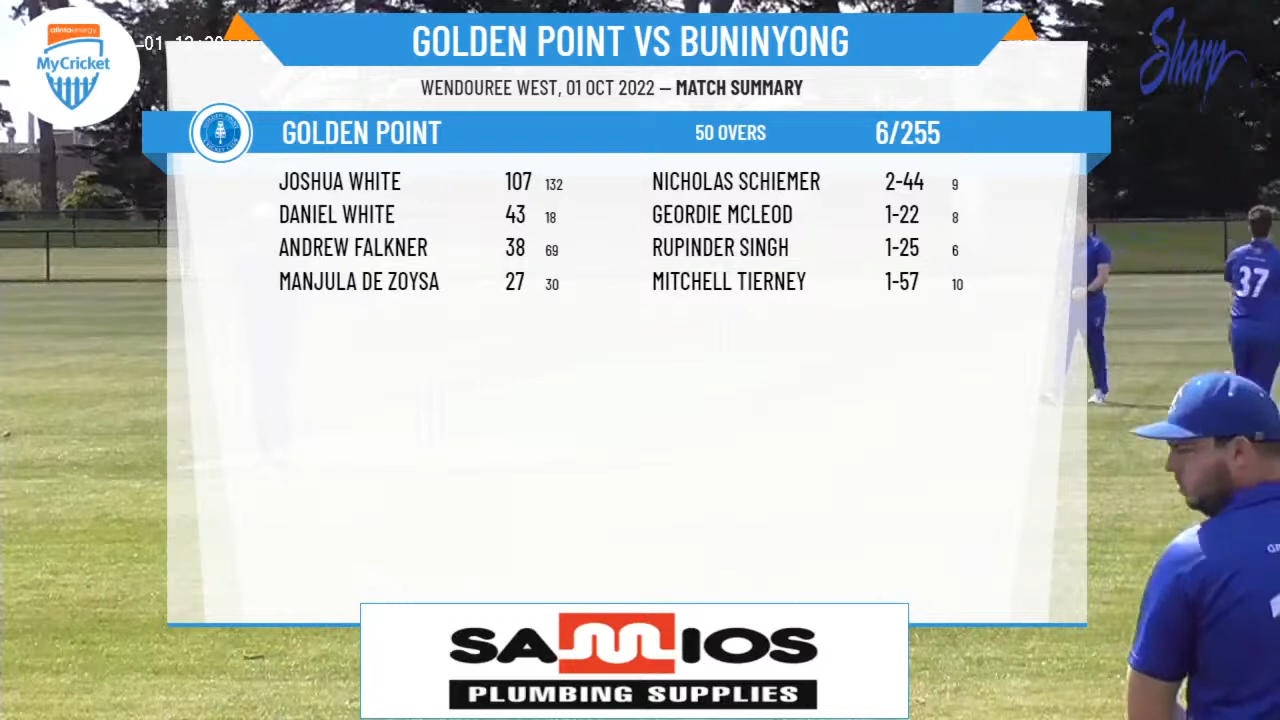 alintaenergy
MyCricket
GOLDEN POINT VS BUNINYONG
Sharp
WENDOUREE WEST, 01 OCT 2022 – MATCH SUMMARY
GOLDEN POINT 50 OVERS 6/255
JOSHUA WHITE 107 132 NICHOLAS SCHIEMER 2-44 9
DANIEL WHITE 43 18 GEORDIE MCLEOD 1-22 8
ANDREW FALKNER 38 69 RUPINDER SINGH 1-25 6
MANJULA DE ZOYSA 27 30 MITCHELL TIERNEY 1-57 10
37
SAMIOS
PLUMBING SUPPLIES